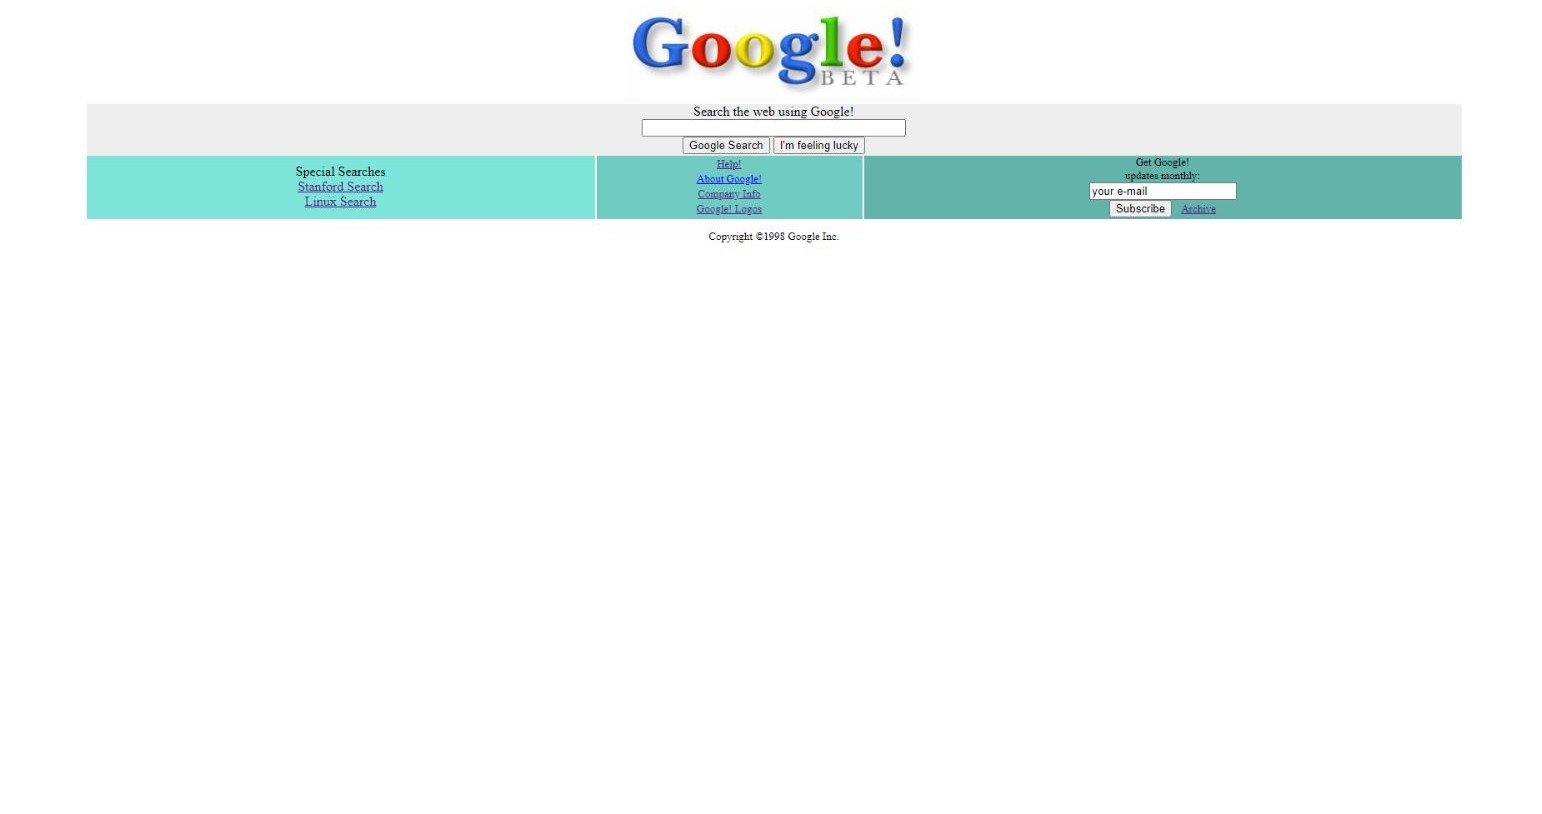 Google!
BETA
Search the web using Google!
Google Search I'm feeling lucky
Special Searches
Stanford Search
Linux Search
Help!
About Google!
Company Info
Google! Logos
Get Google!
updates monthly:
your e-mail
Subscribe Archive
Copyright ©1998 Google Inc.